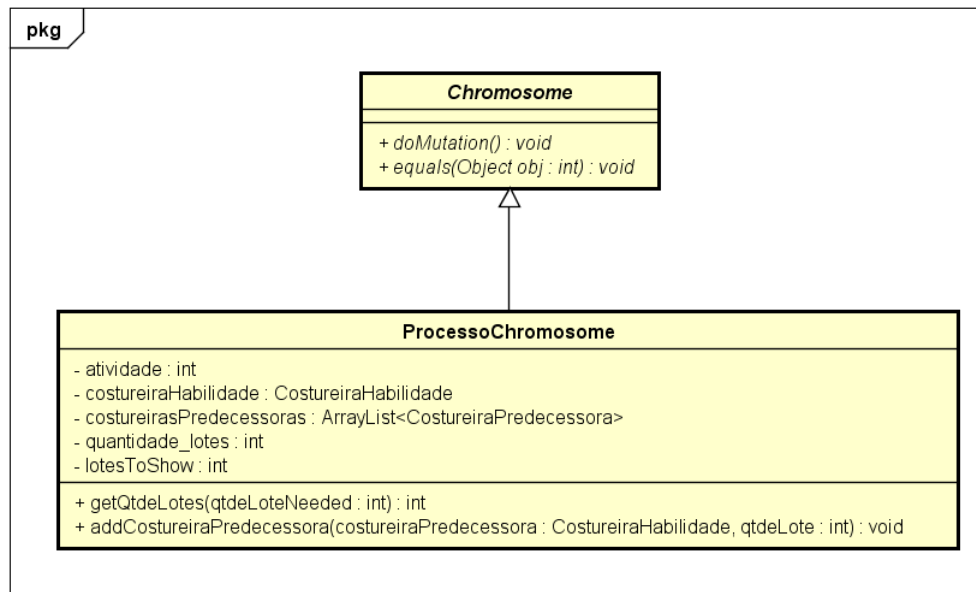 pkg
Chromosome
+ doMutation() : void
+ equals(Object obj : int) : void
ProcessoChromosome
- atividade : int
- costureiraHabilidade : CostureiraHabilidade
- costureirasPredecessoras : ArrayList<CostureiraPredecessora>
- quantidade_lotes : int
- lotesToShow : int
+ getQtdeLotes(qtdeLoteNeeded : int) : int
+ addCostureiraPredecessora(costureiraPredecessora : CostureiraHabilidade, qtdeLote : int) : void